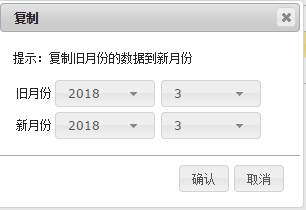 复制
提示：复制旧月份的数据到新月份
旧月份 2018 3
新月份 2018 3
确认 取消